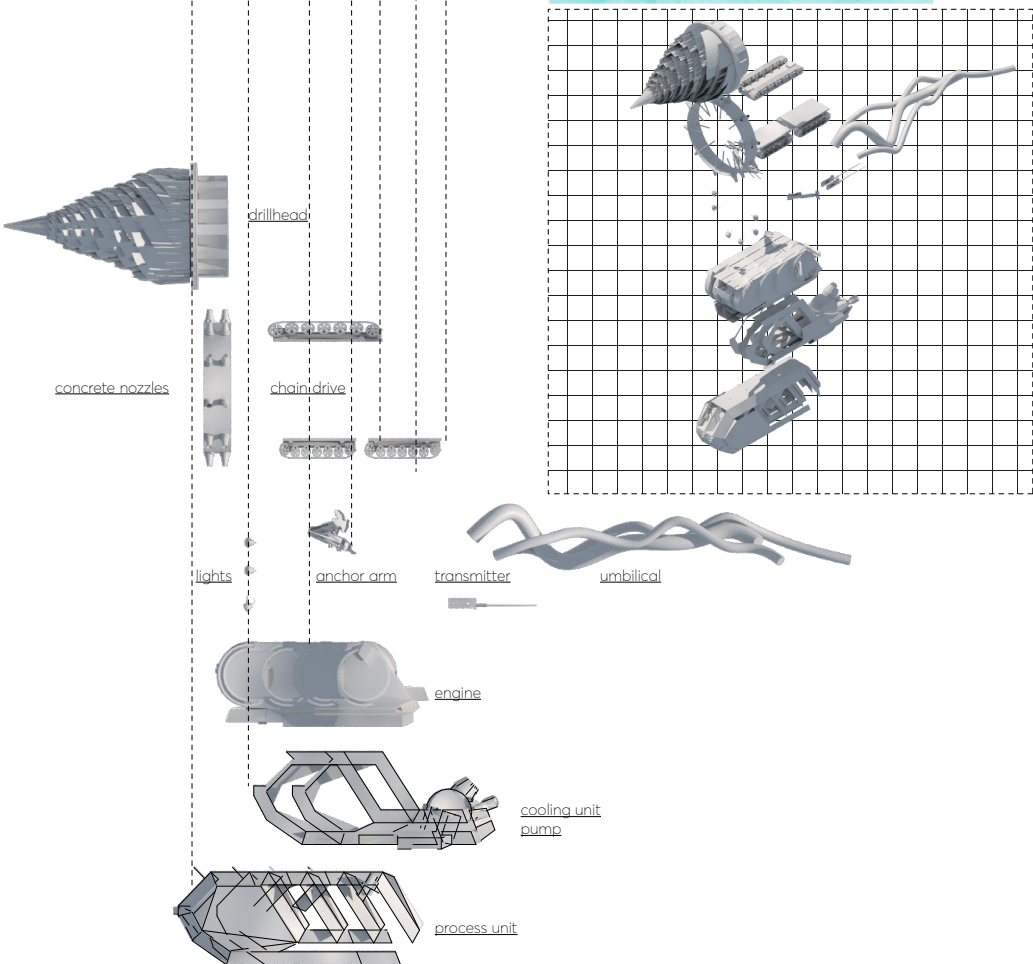 drillhead
concrete nozzles
chain drive
lights
anchor arm
transmitter
umbilical
engine
cooling unit
pump
process unit